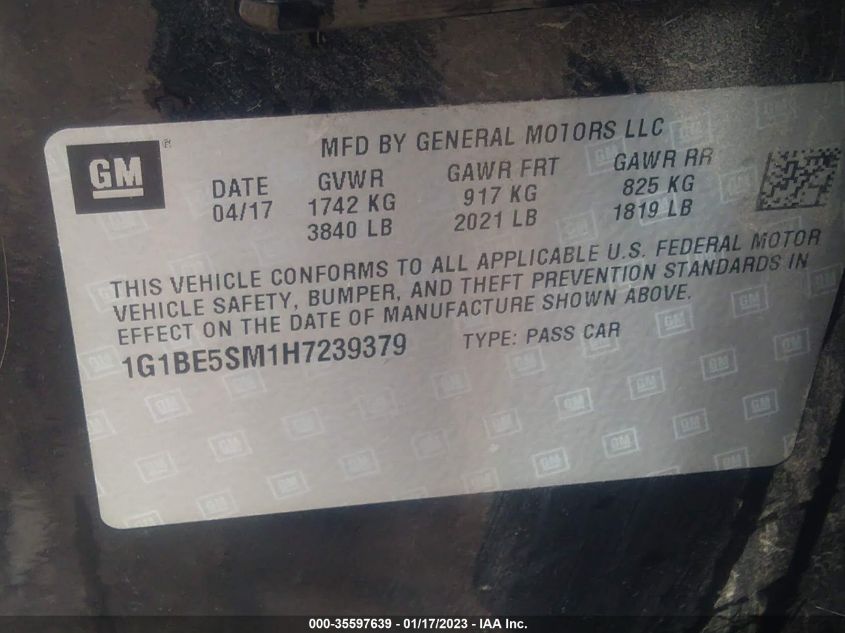 GM
MFD BY GENERAL MOTORS LLC
DATE GVWR GAWR FRT GAWR RR
04/17 1742 KG 917 KG 825 KG
3840 LB 2021 LB 1819 LB
THIS VEHICLE CONFORMS TO ALL APPLICABLE U.S. FEDERAL MOTOR
VEHICLE SAFETY, BUMPER, AND THEFT PREVENTION STANDARDS IN
EFFECT ON THE DATE OF MANUFACTURE SHOWN ABOVE.
1G1BE5SM1H7239379 TYPE: PASS CAR
000-35597639 - 01/17/2023 - IAA Inc.